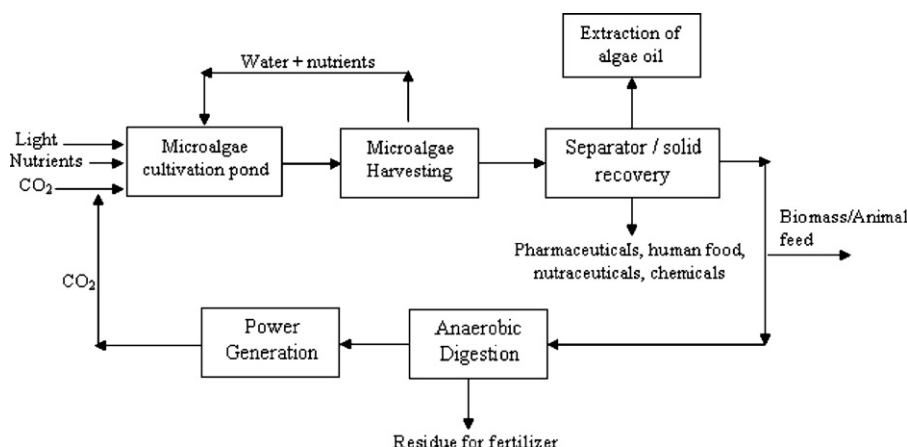 Extraction of
algae oil
Water + nutrients
Light
Nutrients
CO₂
Microalgae
cultivation pond
Microalgae
Harvesting
Separator / solid
recovery
Biomass/Animal
feed
Pharmaceuticals, human food,
nutraceuticals, chemicals
CO₂
Power
Generation
Anaerobic
Digestion
Residue for fertilizer